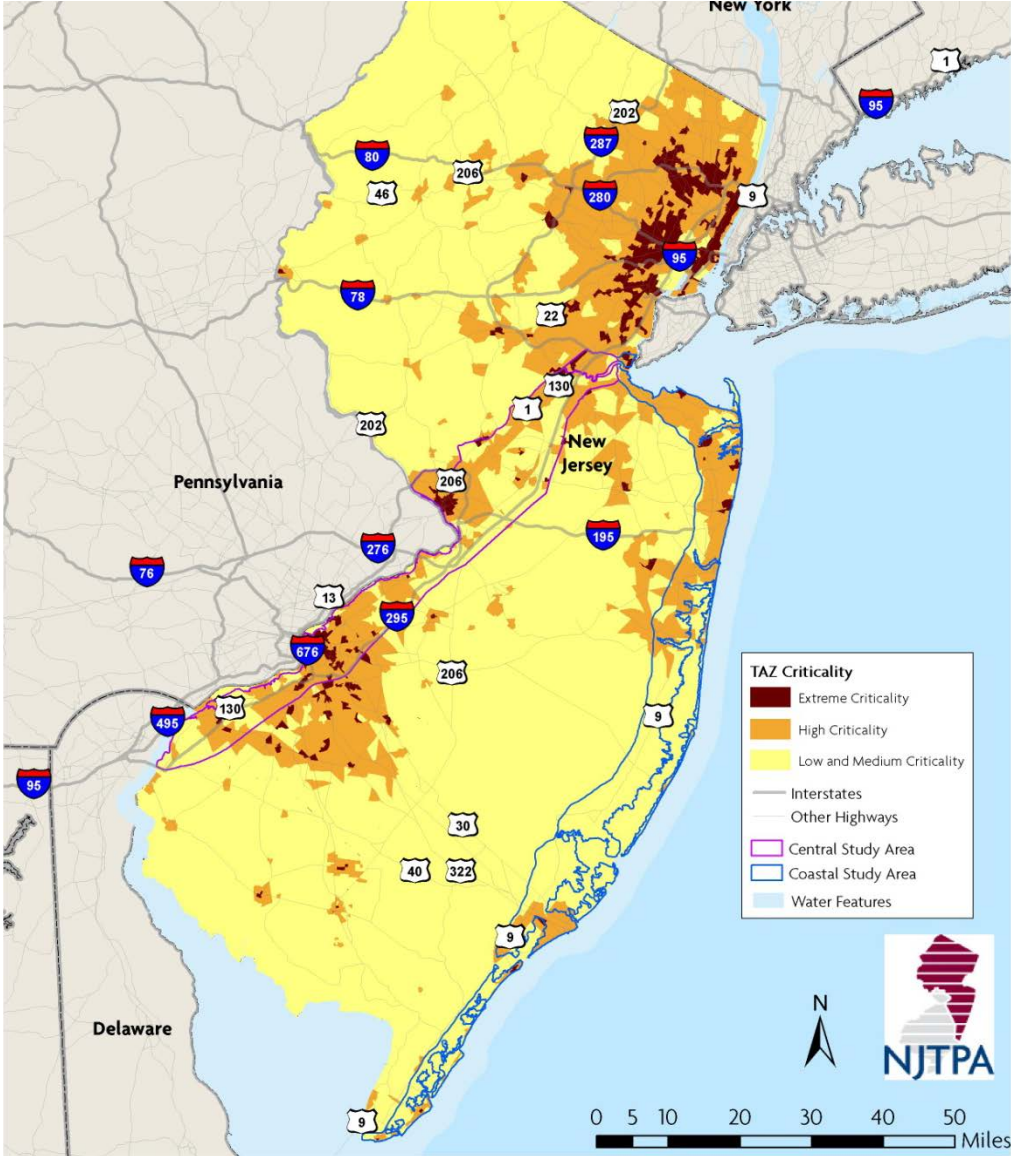 New York
1
95
202
287
80
206
46
280
9
95
78
22
130
1
202
New
Jersey
206
Pennsylvania
195
276
76
13
295
676
206
130
495
9
95
30
40
322
9
Delaware
9
TAZ Criticality
Extreme Criticality
High Criticality
Low and Medium Criticality
Interstates
Other Highways
Central Study Area
Coastal Study Area
Water Features
N
NJTPA
0 5 10 20 30 40 50
Miles